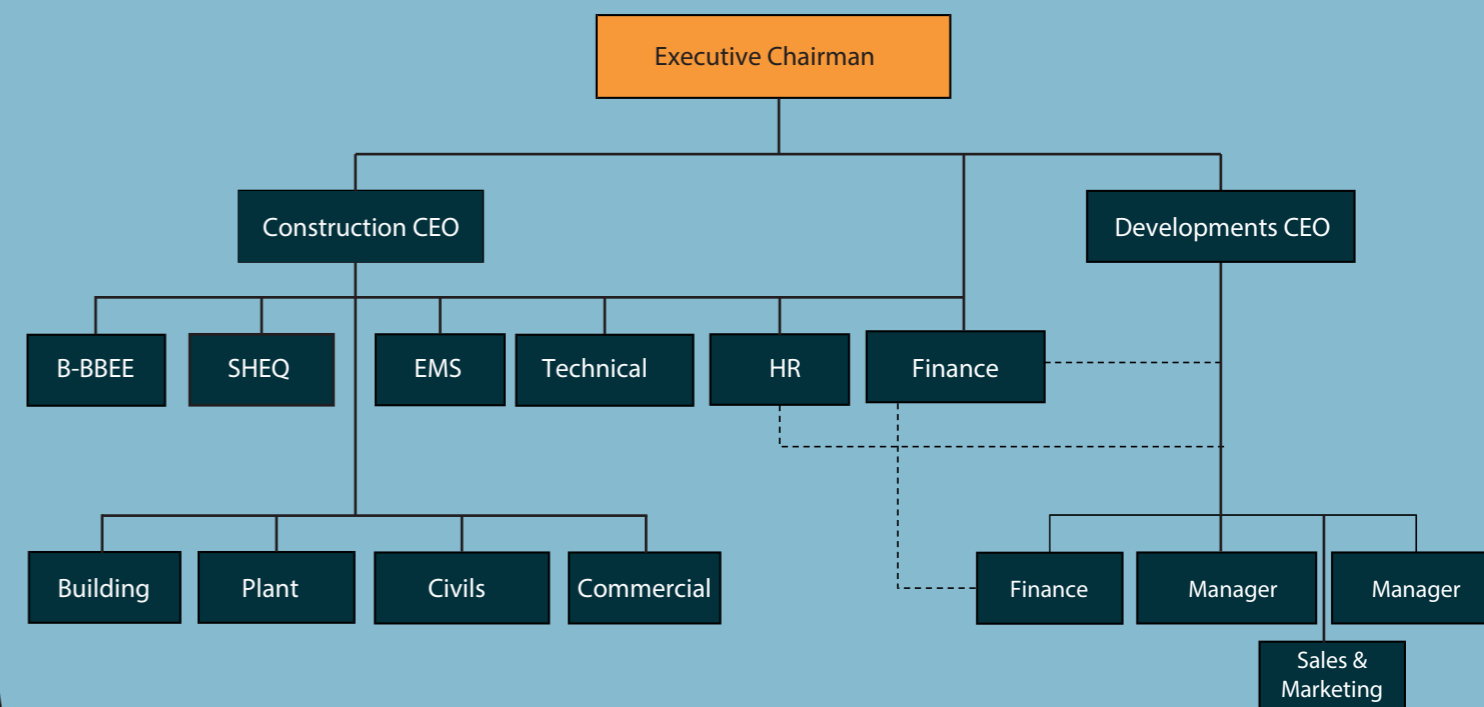 Executive Chairman
Construction CEO
Developments CEO
B-BBEE
SHEQ
EMS
Technical
HR
Finance
Building
Plant
Civils
Commercial
Finance
Manager
Manager
Sales &
Marketing